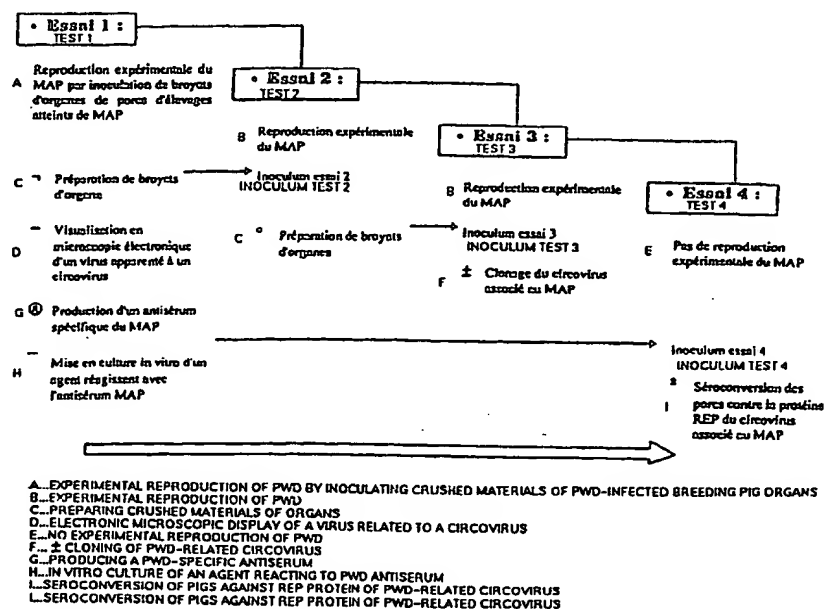 • Essai 1 :
TEST 1
A Reproduction expérimentale du
MAP par inoculation de broyats
d'organes de porcs d'élevages
atteints de MAP
C Préparation de broyats
d'organes
D Visualisation en
microscopie électronique
d'un virus apparenté à un
circovirus
G Production d'un antisérum
spécifique du MAP
H Mise en culture in vitro d'un
agent réagissant avec
l'antisérum MAP
• Essai 2 :
TEST 2
B Reproduction expérimentale
du MAP
Inoculum essai 2
INOCULUM TEST 2
C ° Préparation de broyats
d'organes
• Essai 3 :
TEST 3
B Reproduction expérimentale
du MAP
Inoculum essai 3
INOCULUM TEST 3
F ± Clonage du circovirus
associé au MAP
• Essai 4 :
TEST 4
E Pas de reproduction
expérimentale du MAP
Inoculum essai 4
INOCULUM TEST 4
I Séroconversion des
porcs contre la protéine
REP du circovirus
associé au MAP
A...EXPERIMENTAL REPRODUCTION OF PWD BY INOCULATING CRUSHED MATERIALS OF PWD-INFECTED BREEDING PIG ORGANS
B...EXPERIMENTAL REPRODUCTION OF PWD
C...PREPARING CRUSHED MATERIALS OF ORGANS
D...ELECTRONIC MICROSCOPIC DISPLAY OF A VIRUS RELATED TO A CIRCOVIRUS
E...NO EXPERIMENTAL REPRODUCTION OF PWD
F...± CLONING OF PWD-RELATED CIRCOVIRUS
G...PRODUCING A PWD-SPECIFIC ANTISERUM
H...IN VITRO CULTURE OF AN AGENT REACTING TO PWD ANTISERUM
I...SEROCONVERSION OF PIGS AGAINST REP PROTEIN OF PWD-RELATED CIRCOVIRUS
L...SEROCONVERSION OF PIGS AGAINST REP PROTEIN OF PWD-RELATED CIRCOVIRUS